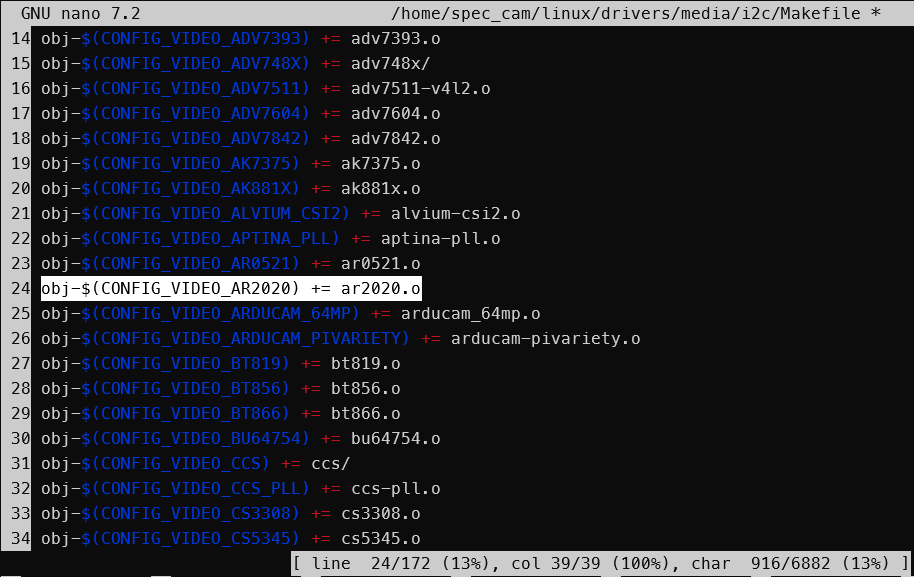 GNU nano 7.2 /home/spec_cam/linux/drivers/media/i2c/Makefile *
14 obj-$(CONFIG_VIDEO_ADV7393) += adv7393.o
15 obj-$(CONFIG_VIDEO_ADV748X) += adv748x/
16 obj-$(CONFIG_VIDEO_ADV7511) += adv7511-v4l2.o
17 obj-$(CONFIG_VIDEO_ADV7604) += adv7604.o
18 obj-$(CONFIG_VIDEO_ADV7842) += adv7842.o
19 obj-$(CONFIG_VIDEO_AK7375) += ak7375.o
20 obj-$(CONFIG_VIDEO_AK881X) += ak881x.o
21 obj-$(CONFIG_VIDEO_ALVIUM_CSI2) += alvium-csi2.o
22 obj-$(CONFIG_VIDEO_APTINA_PLL) += aptina-pll.o
23 obj-$(CONFIG_VIDEO_AR0521) += ar0521.o
24 obj-$(CONFIG_VIDEO_AR2020) += ar2020.o
25 obj-$(CONFIG_VIDEO_ARDUCAM_64MP) += arducam_64mp.o
26 obj-$(CONFIG_VIDEO_ARDUCAM_PIVARIETY) += arducam-pivariety.o
27 obj-$(CONFIG_VIDEO_BT819) += bt819.o
28 obj-$(CONFIG_VIDEO_BT856) += bt856.o
29 obj-$(CONFIG_VIDEO_BT866) += bt866.o
30 obj-$(CONFIG_VIDEO_BU64754) += bu64754.o
31 obj-$(CONFIG_VIDEO_CCS) += ccs/
32 obj-$(CONFIG_VIDEO_CCS_PLL) += ccs-pll.o
33 obj-$(CONFIG_VIDEO_CS3308) += cs3308.o
34 obj-$(CONFIG_VIDEO_CS5345) += cs5345.o
[ line 24/172 (13%), col 39/39 (100%), char 916/6882 (13%) ]